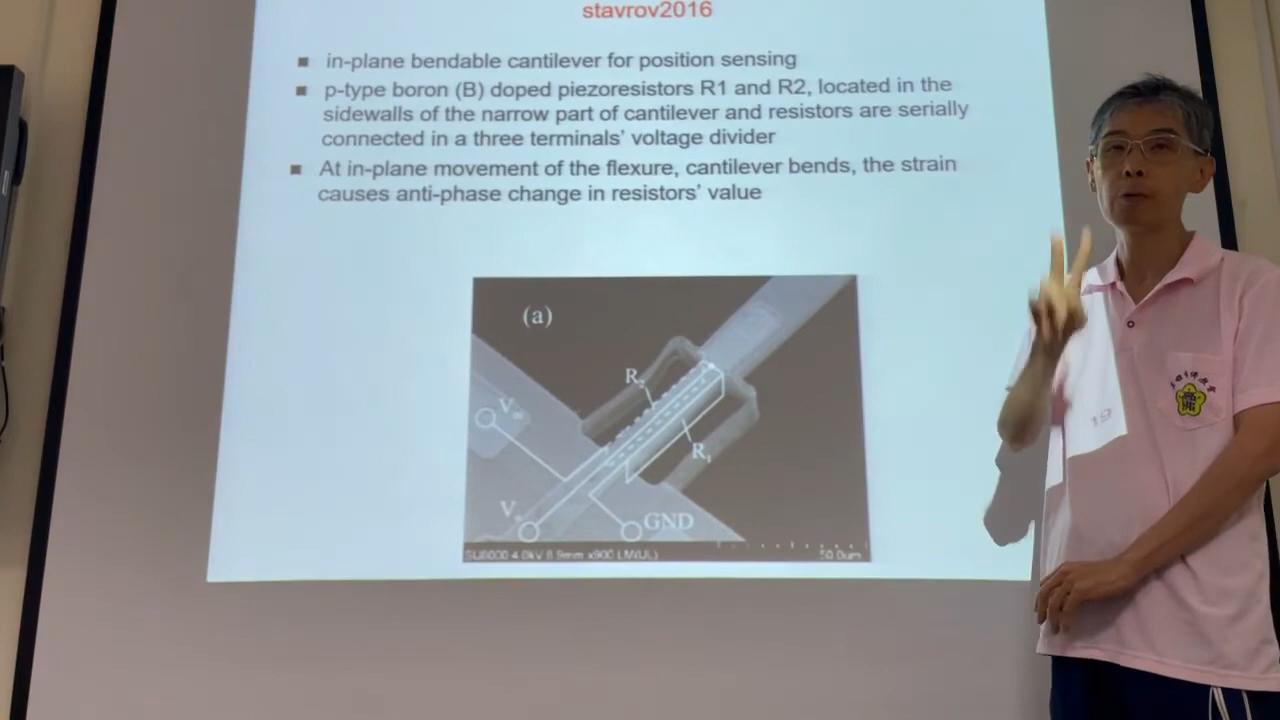 stavrov2016
■ in-plane bendable cantilever for position sensing
■ p-type boron (B) doped piezoresistors R1 and R2, located in the
sidewalls of the narrow part of cantilever and resistors are serially
connected in a three terminals' voltage divider
■ At in-plane movement of the flexure, cantilever bends, the strain
causes anti-phase change in resistors' value
(a)
R₂
R₁
GND
50.0um
19